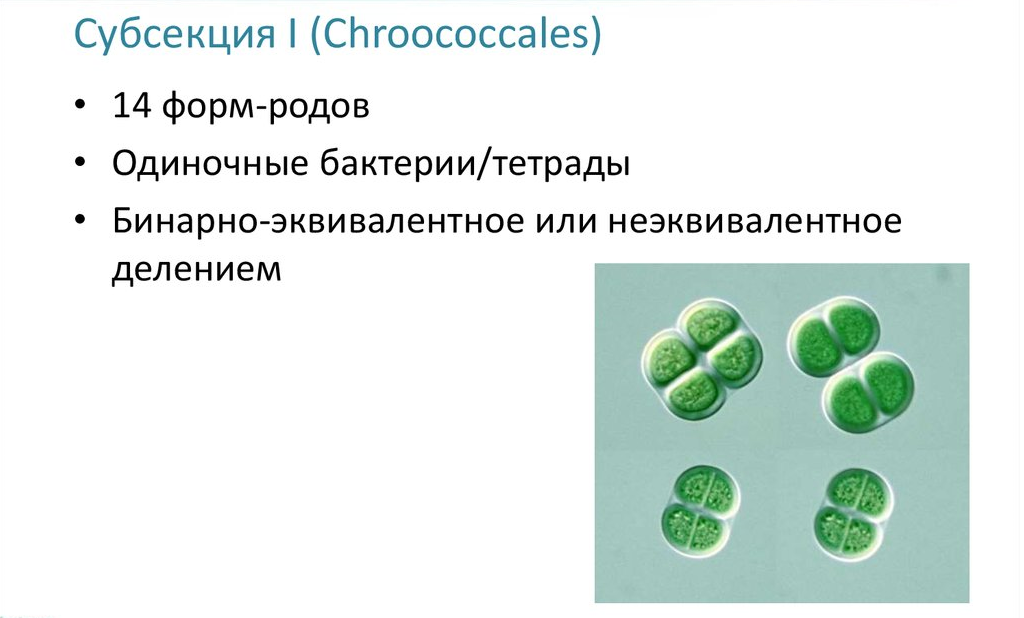 Субсекция I (Chroococcales)
• 14 форм-родов
• Одиночные бактерии/тетрады
• Бинарно-эквивалентное или неэквивалентное
делением